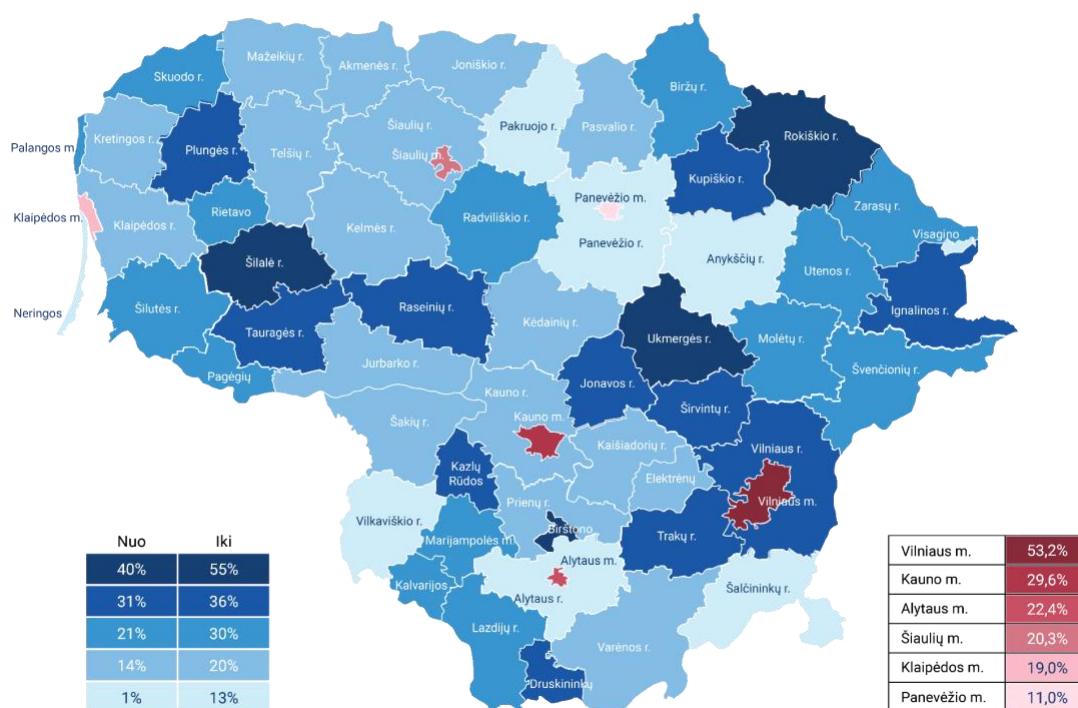 Mažeikių r.
Akmenės r.
Joniškio r.
Skuodo r.
Biržų r.
Šiaulių r.
Pakruojo r.
Pasvalio r.
Rokiškio r.
Kretingos r.
Palangos m.
Plungės r.
Telšių r.
Šiaulių m.
Kupiškio r.
Panevėžio m.
Zarasų r.
Klaipėdos m.
Klaipėdos r.
Rietavo
Kelmės r.
Radviliškio r.
Visagino
Panevėžio r.
Anykščių r.
Šilalė r.
Utenos r.
Neringos
Šilutės r.
Raseinių r.
Kėdainių r.
Ignalinos r.
Tauragės r.
Ukmergės r.
Molėtų r.
Jurbarko r.
Švenčionių r.
Pagėgių
Kauno r.
Jonavos r.
Širvintų r.
Kauno m.
Šakių r.
Kaišiadorių r.
Vilniaus r.
Kazlų
Rūdos
Elektrėnų
Vilniaus m.
Prienų r.
Vilkaviškio r.
Birštono
Trakų r.
Marijampolės m.
Alytaus m.
Kalvarijos
Alytaus r.
Šalčininkų r.
Lazdijų r.
Varėnos r.
Druskininkų
Nuo Iki
40% 55%
31% 36%
21% 30%
14% 20%
1% 13%
Vilniaus m. 53,2%
Kauno m. 29,6%
Alytaus m. 22,4%
Šiaulių m. 20,3%
Klaipėdos m. 19,0%
Panevėžio m. 11,0%